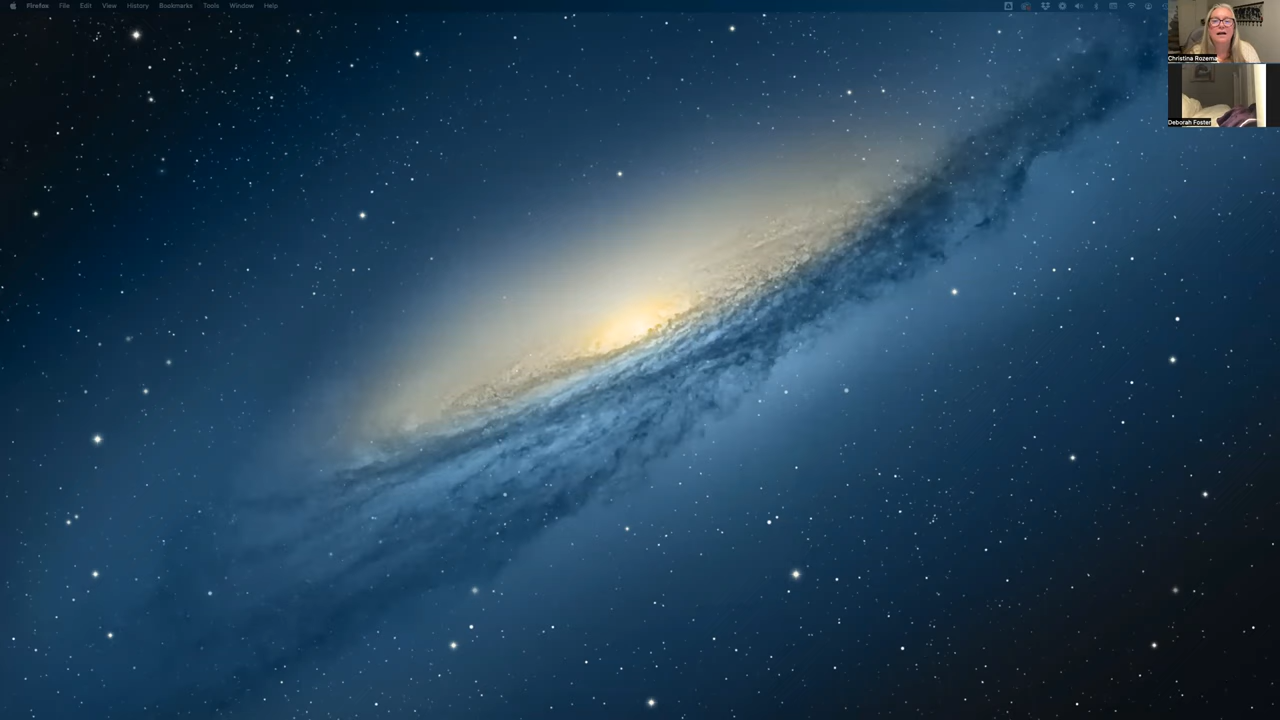 Firefox File Edit View History Bookmarks Tools Window Help
Christina Rozema
Deborah Foster